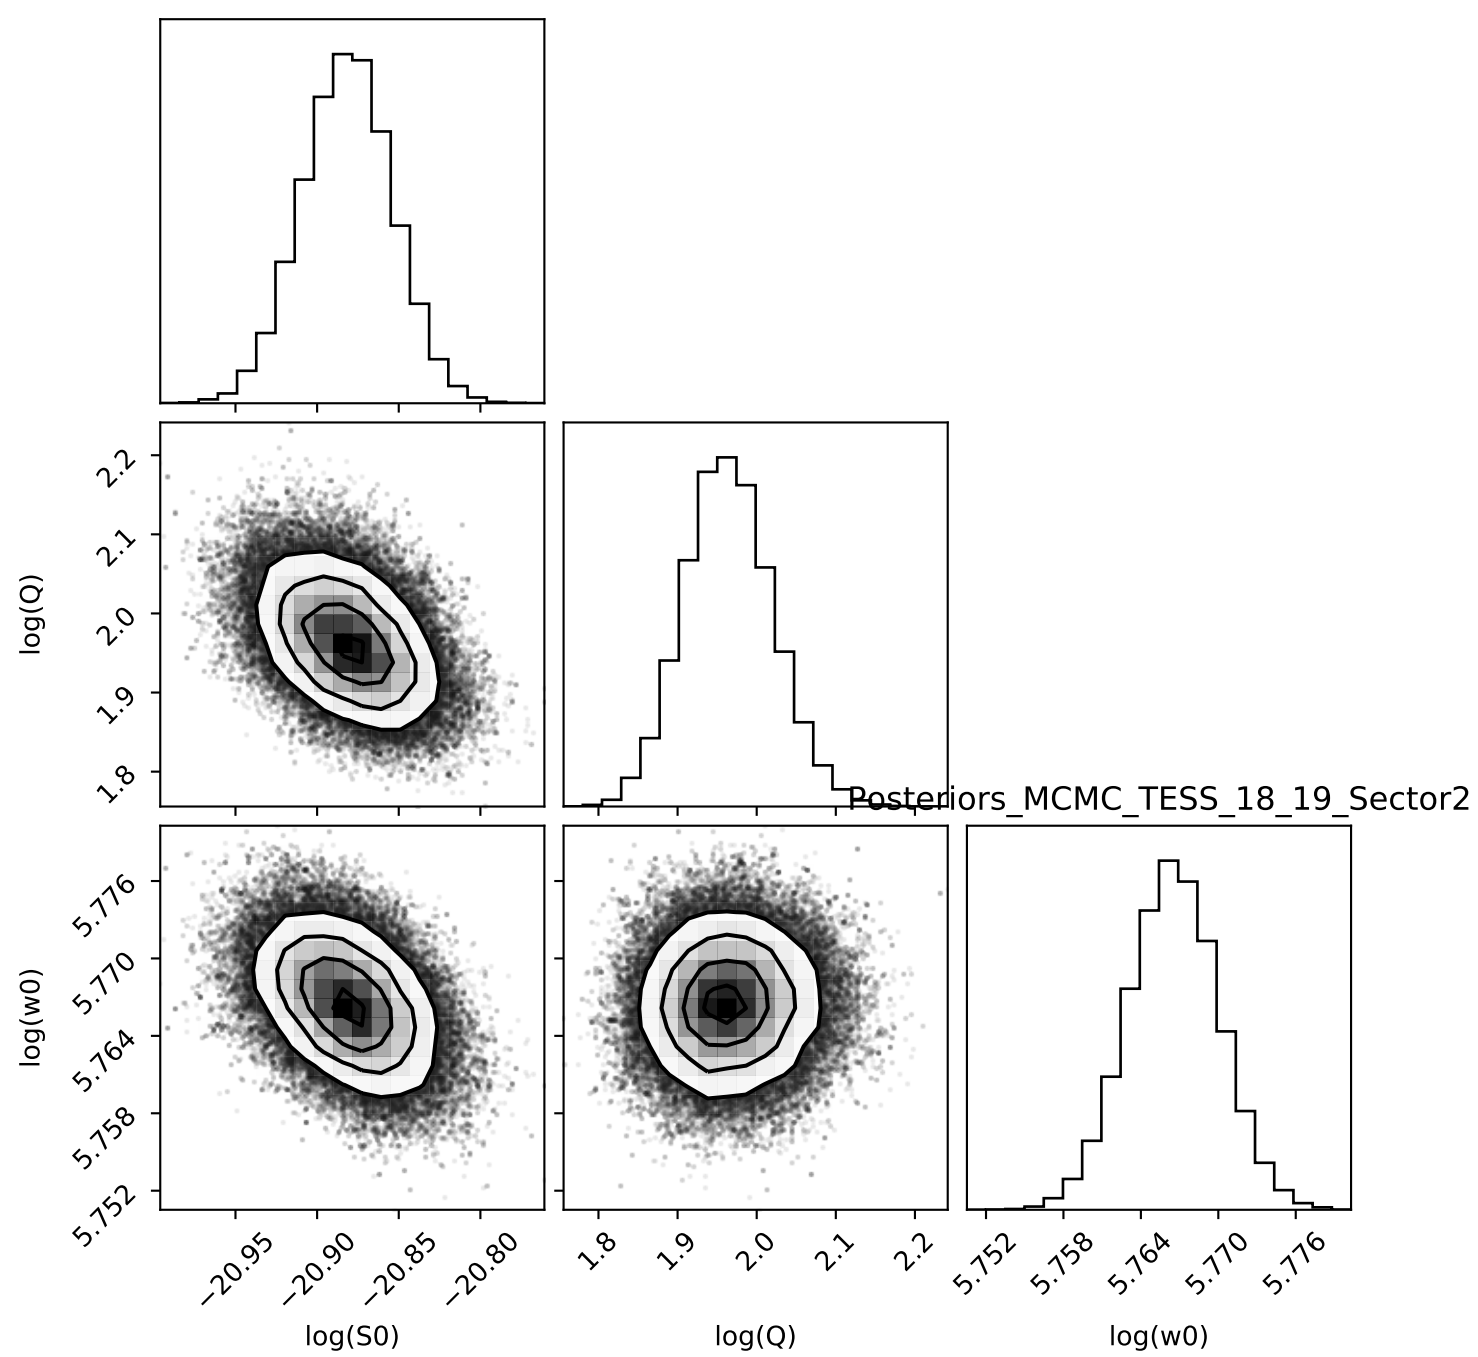 2.2
2.1
2.0
1.9
1.8
log(Q)
Posteriors_MCMC_TESS_18_19_Sector2
5.776
5.770
5.764
5.758
5.752
log(w0)
−20.95 −20.90 −20.85 −20.80
1.8 1.9 2.0 2.1 2.2
5.752 5.758 5.764 5.770 5.776
log(S0) log(Q) log(w0)